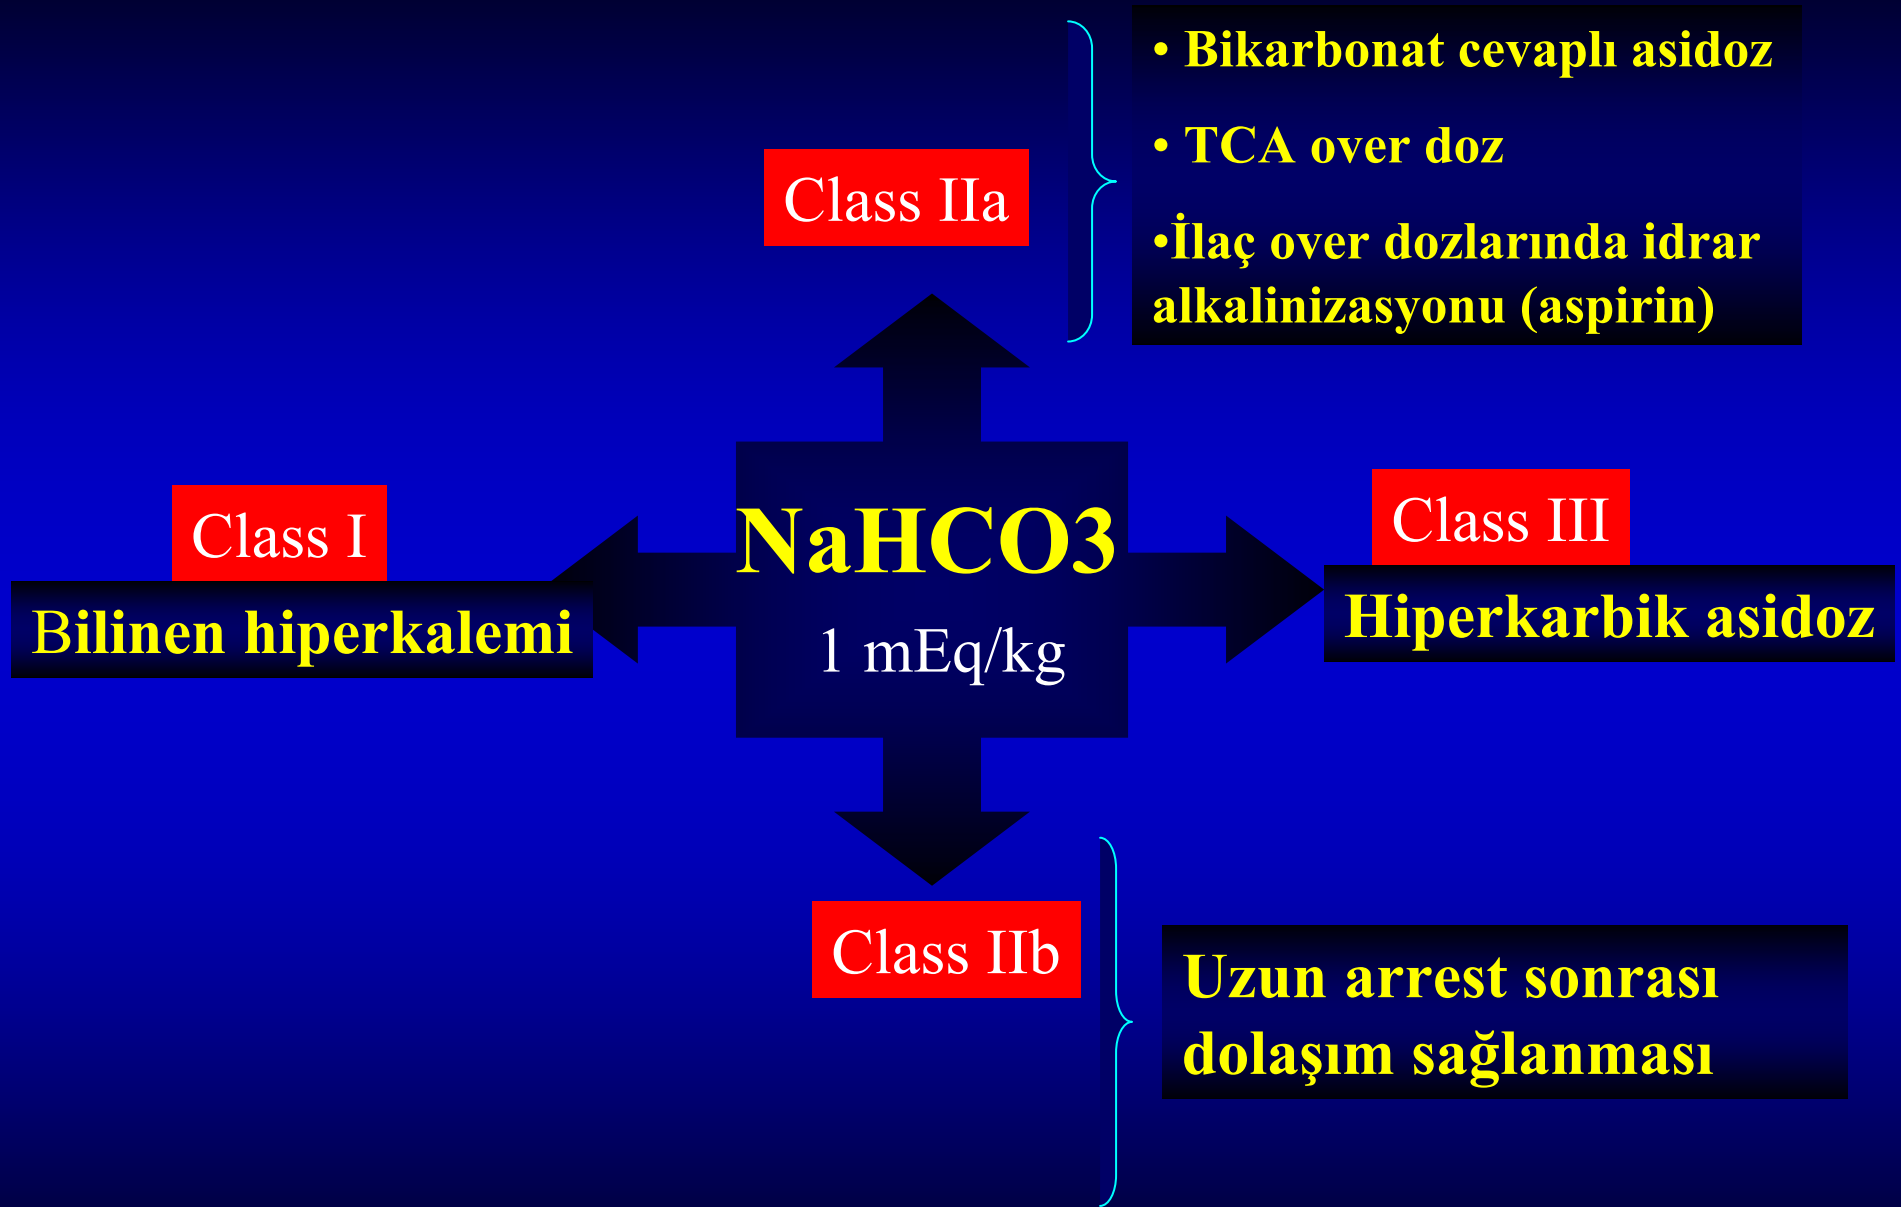 • Bikarbonat cevaplı asidoz
• TCA over doz
•İlaç over dozlarında idrar
alkalinizasyonu (aspirin)
Class IIa
Class I
Bilinen hiperkalemi
NaHCO3
1 mEq/kg
Class III
Hiperkarbik asidoz
Class IIb
Uzun arrest sonrası
dolaşım sağlanması